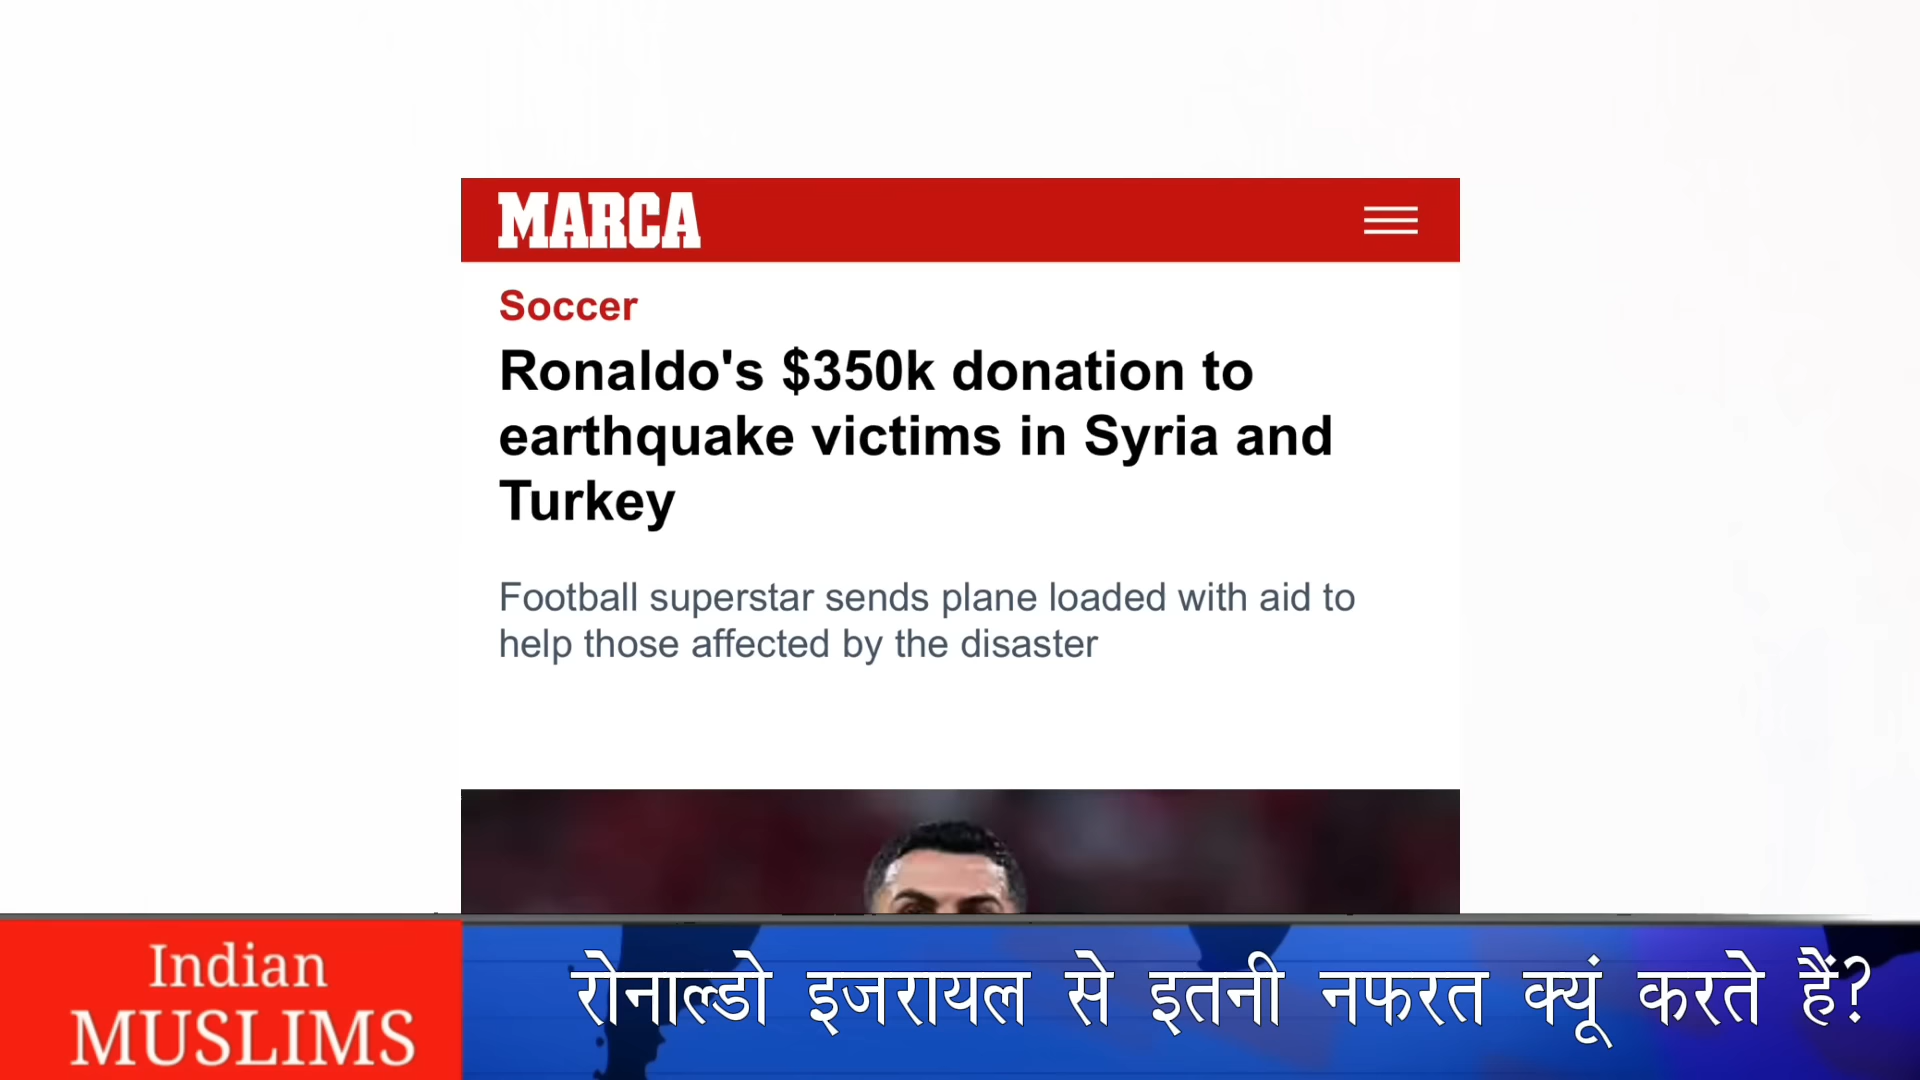 MARCA
Soccer
Ronaldo's $350k donation to
earthquake victims in Syria and
Turkey
Football superstar sends plane loaded with aid to
help those affected by the disaster
Indian
MUSLIMS
रोनाल्डो इजरायल से इतनी नफरत क्यूं करते हैं?